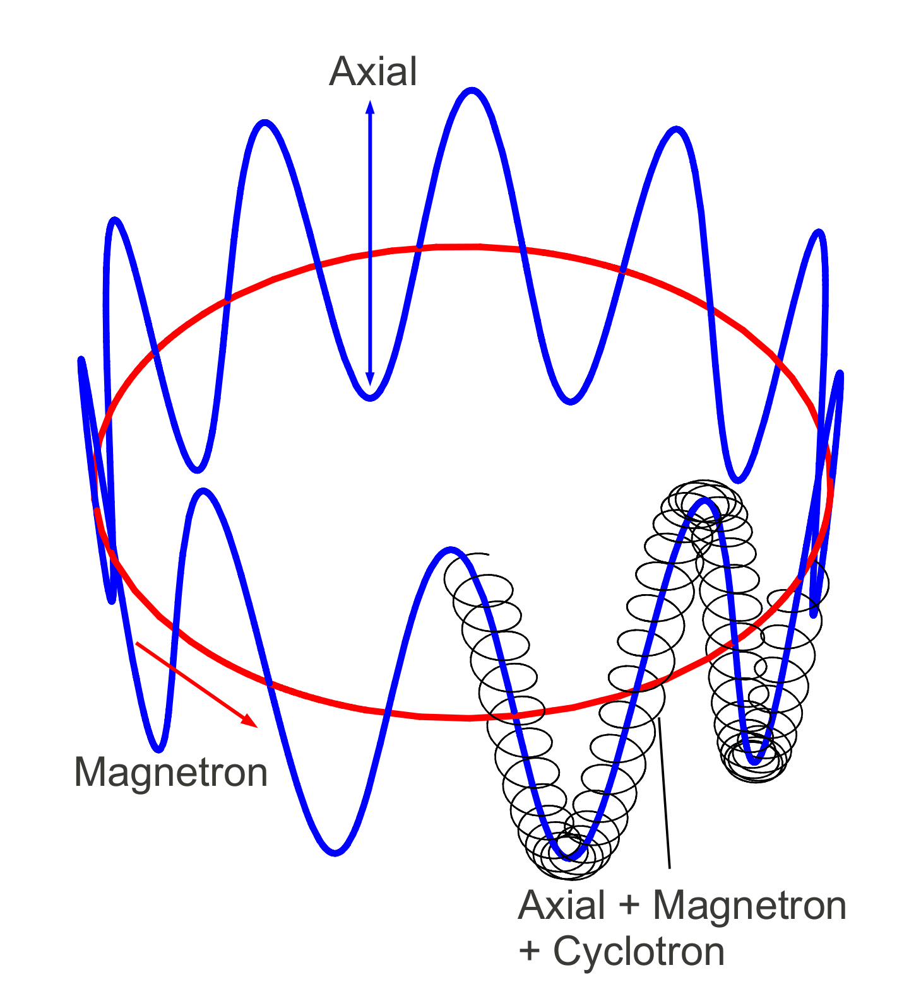 Axial
Magnetron
Axial + Magnetron
+ Cyclotron